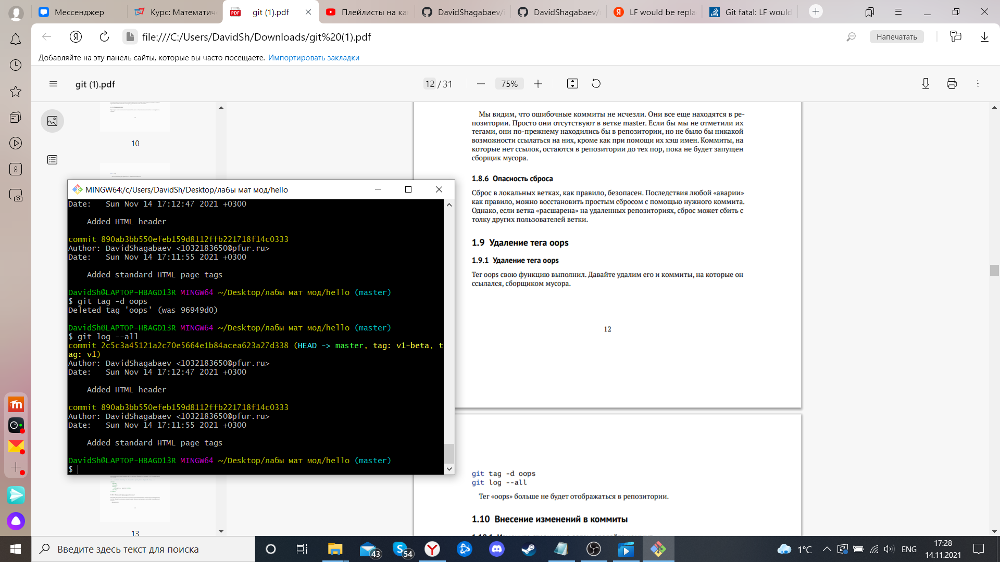 Мессенджер
Курс: Математич
git (1).pdf
Плейлисты на ка
DavidShagabaev/
DavidShagabaev/
LF would be repla
Git fatal: LF would
file:///C:/Users/DavidSh/Downloads/git%20(1).pdf
Напечатать
Добавляйте на эту панель сайты, которые вы часто посещаете. Импортировать закладки
git (1).pdf
12 / 31
75%
10
13
8
Мы видим, что ошибочные коммиты не исчезли. Они все еще находятся в ре-
позитории. Просто они отсутствуют в ветке master. Если бы мы не отметили их
тегами, они по-прежнему находились бы в репозитории, но не было бы никакой
возможности ссылаться на них, кроме как при помощи их хэш имен. Коммиты, на
которые нет ссылок, остаются в репозитории до тех пор, пока не будет запущен
сборщик мусора.
1.8.6 Опасность сброса
Сброс в локальных ветках, как правило, безопасен. Последствия любой «аварии»
как правило, можно восстановить простым сбросом с помощью нужного коммита.
Однако, если ветка «расшарена» на удаленных репозиториях, сброс может сбить с
толку других пользователей ветки.
1.9 Удаление тега oops
1.9.1 Удаление тега oops
Тег oops свою функцию выполнил. Давайте удалим его и коммиты, на которые он
ссылался, сборщиком мусора.
12
git tag -d oops
git log --all
Тег «oops» больше не будет отображаться в репозитории.
1.10 Внесение изменений в коммиты
MINGW64:/c/Users/DavidSh/Desktop/лабы мат мод/hello
Date: Sun Nov 14 17:12:47 2021 +0300
Added HTML header
commit 890ab3bb550efeb159d8112ffb221718f14c0333
Author: DavidShagabaev <1032183650@pfur.ru>
Date: Sun Nov 14 17:11:55 2021 +0300
Added standard HTML page tags
DavidSh@LAPTOP-HBAGD13R MINGW64 ~/Desktop/лабы мат мод/hello (master)
$ git tag -d oops
Deleted tag 'oops' (was 96949d0)
DavidSh@LAPTOP-HBAGD13R MINGW64 ~/Desktop/лабы мат мод/hello (master)
$ git log --all
commit 2c5c3a45121a2c70e5664e1b84acea623a27d338 (HEAD -> master, tag: v1-beta, t
ag: v1)
Author: DavidShagabaev <1032183650@pfur.ru>
Date: Sun Nov 14 17:12:47 2021 +0300
Added HTML header
commit 890ab3bb550efeb159d8112ffb221718f14c0333
Author: DavidShagabaev <1032183650@pfur.ru>
Date: Sun Nov 14 17:11:55 2021 +0300
Added standard HTML page tags
DavidSh@LAPTOP-HBAGD13R MINGW64 ~/Desktop/лабы мат мод/hello (master)
$
Введите здесь текст для поиска
43
54
1°C
ENG
17:28
14.11.2021